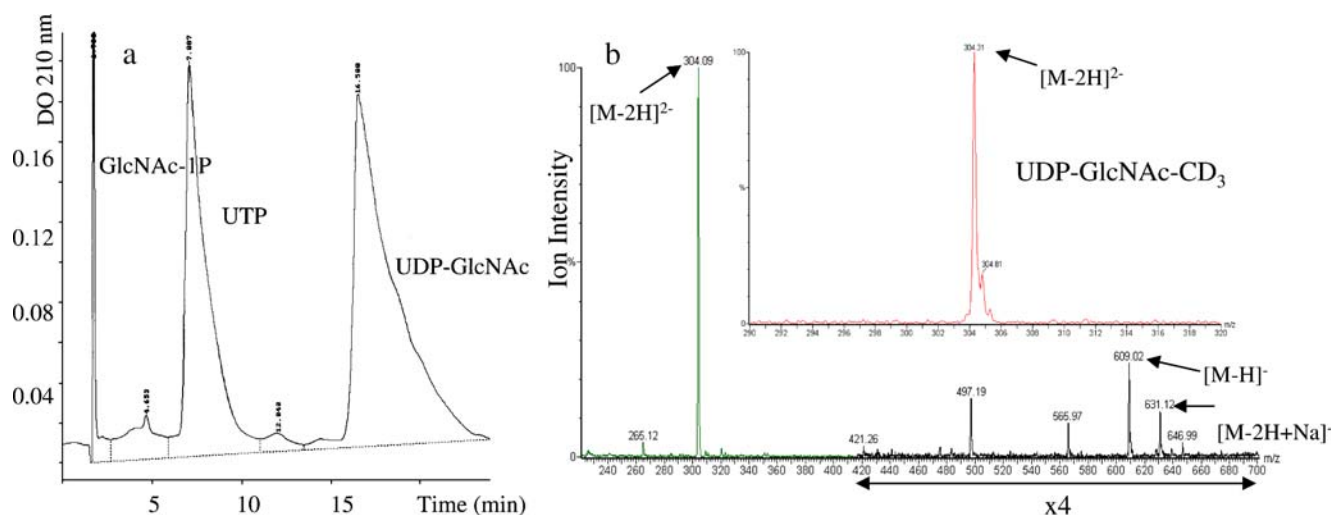 a
DO 210 nm
0.16
0.12
0.08
0.04
7.007
4.653
GlcNAc-1P
UTP
UDP-GlcNAc
5 10 15 Time (min)
b
100
Ion Intensity
%
0
304.09
[M-2H]²⁻
265.12
421.26
497.19
565.97
609.02
[M-H]⁻
631.12
[M-2H+Na]⁻
646.99
240 260 280 300 320 340 360 380 400 420 440 460 480 500 520 540 560 580 600 620 640 660 680 700 m/z
x4
100
%
0
304.31
[M-2H]²⁻
304.81
UDP-GlcNAc-CD₃
290 292 294 296 298 300 302 304 306 308 310 312 314 316 318 320 m/z